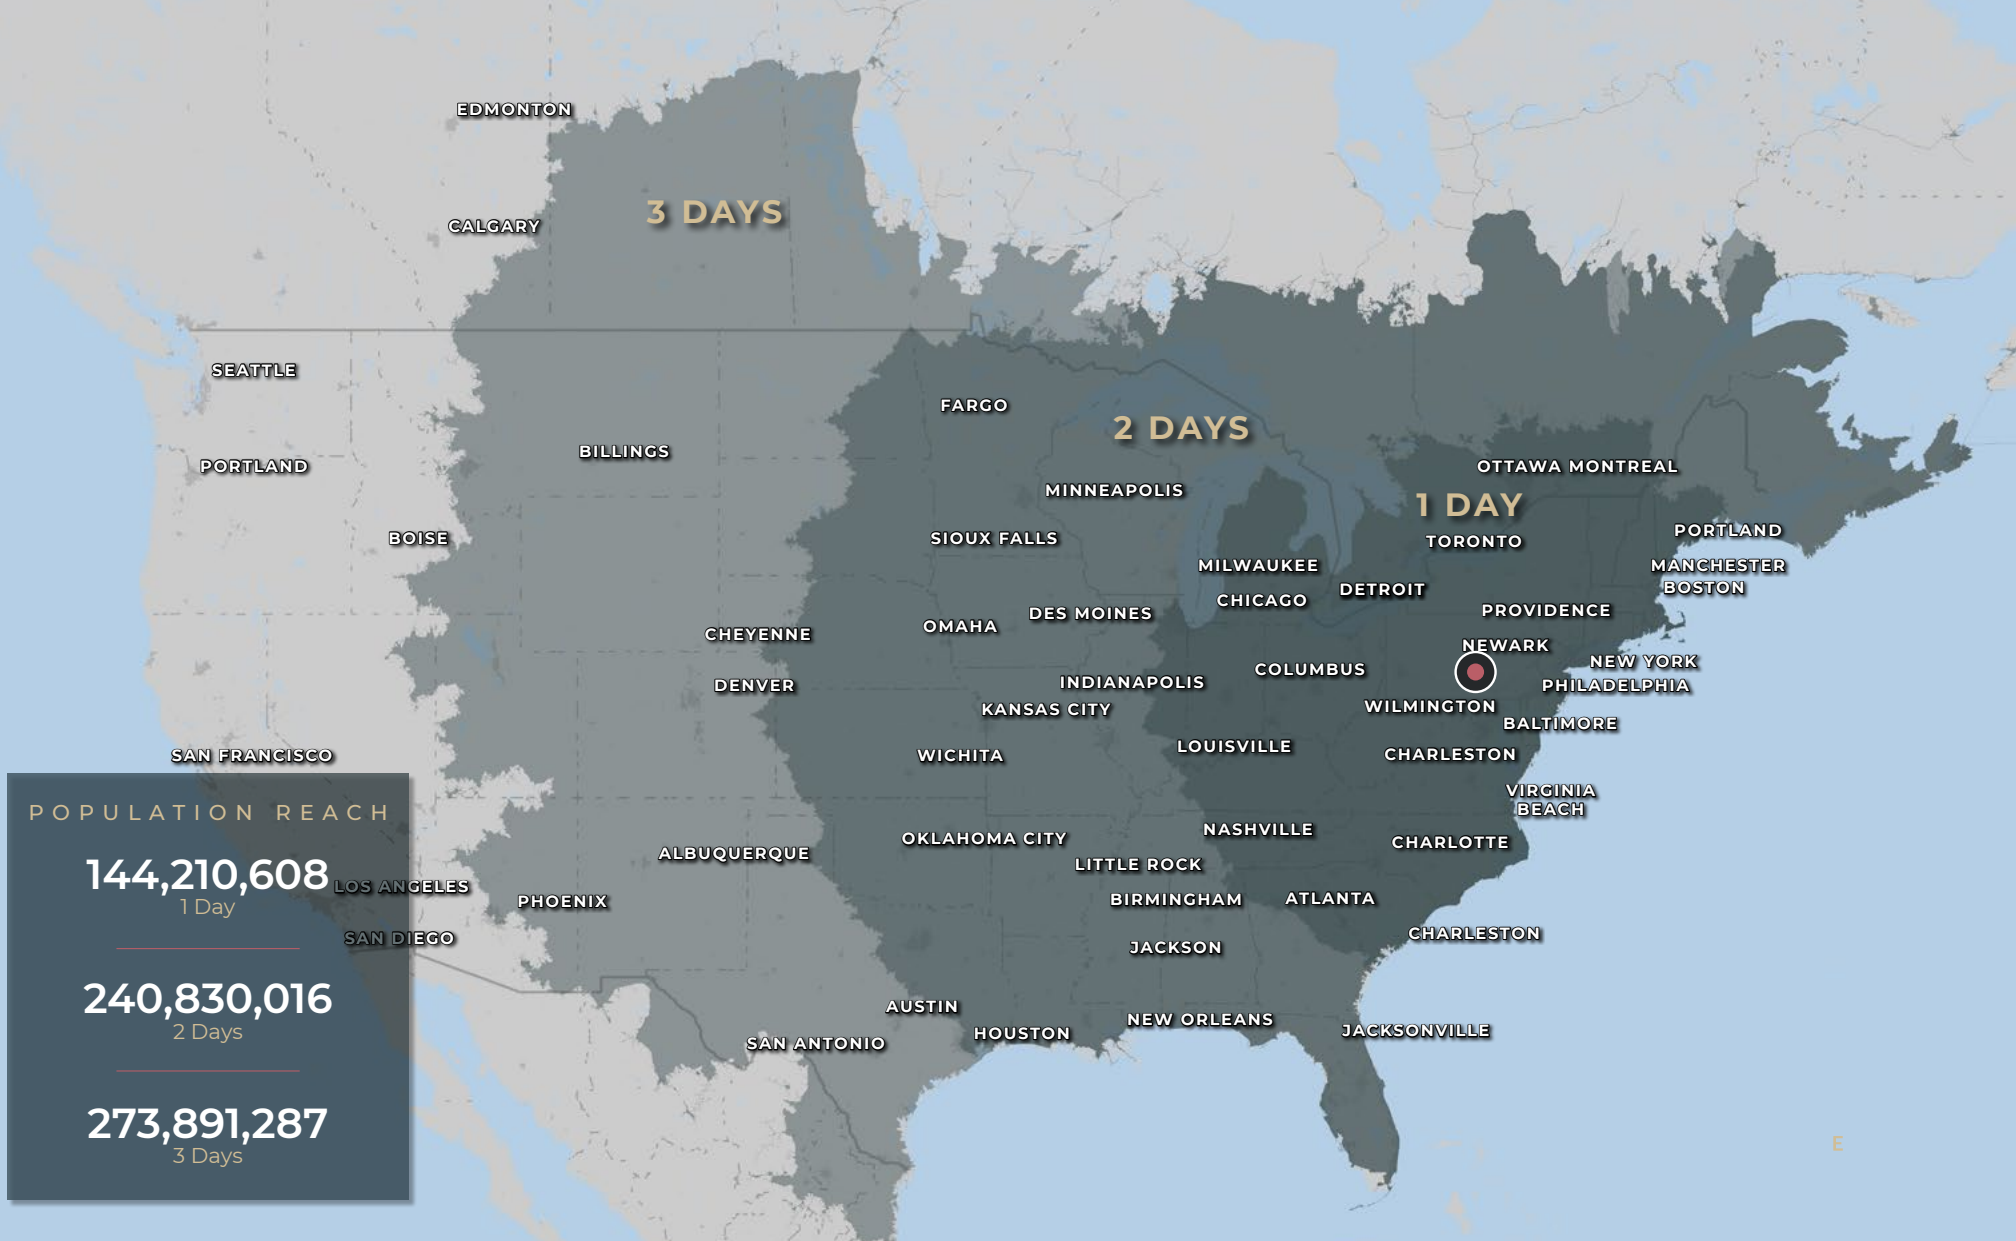 EDMONTON
3 DAYS
CALGARY
SEATTLE
FARGO
2 DAYS
BILLINGS
PORTLAND
OTTAWA MONTREAL
MINNEAPOLIS
1 DAY
PORTLAND
BOISE
SIOUX FALLS
TORONTO
MILWAUKEE
MANCHESTER
DETROIT
BOSTON
CHICAGO
PROVIDENCE
DES MOINES
OMAHA
CHEYENNE
NEWARK
NEW YORK
COLUMBUS
DENVER
INDIANAPOLIS
PHILADELPHIA
KANSAS CITY
WILMINGTON
BALTIMORE
LOUISVILLE
CHARLESTON
SAN FRANCISCO
WICHITA
VIRGINIA
BEACH
POPULATION REACH
NASHVILLE
OKLAHOMA CITY
CHARLOTTE
ALBUQUERQUE
LITTLE ROCK
144,210,608
LOS ANGELES
1 Day
PHOENIX
BIRMINGHAM
ATLANTA
SAN DIEGO
CHARLESTON
JACKSON
240,830,016
2 Days
AUSTIN
NEW ORLEANS
HOUSTON
JACKSONVILLE
SAN ANTONIO
273,891,287
3 Days
E